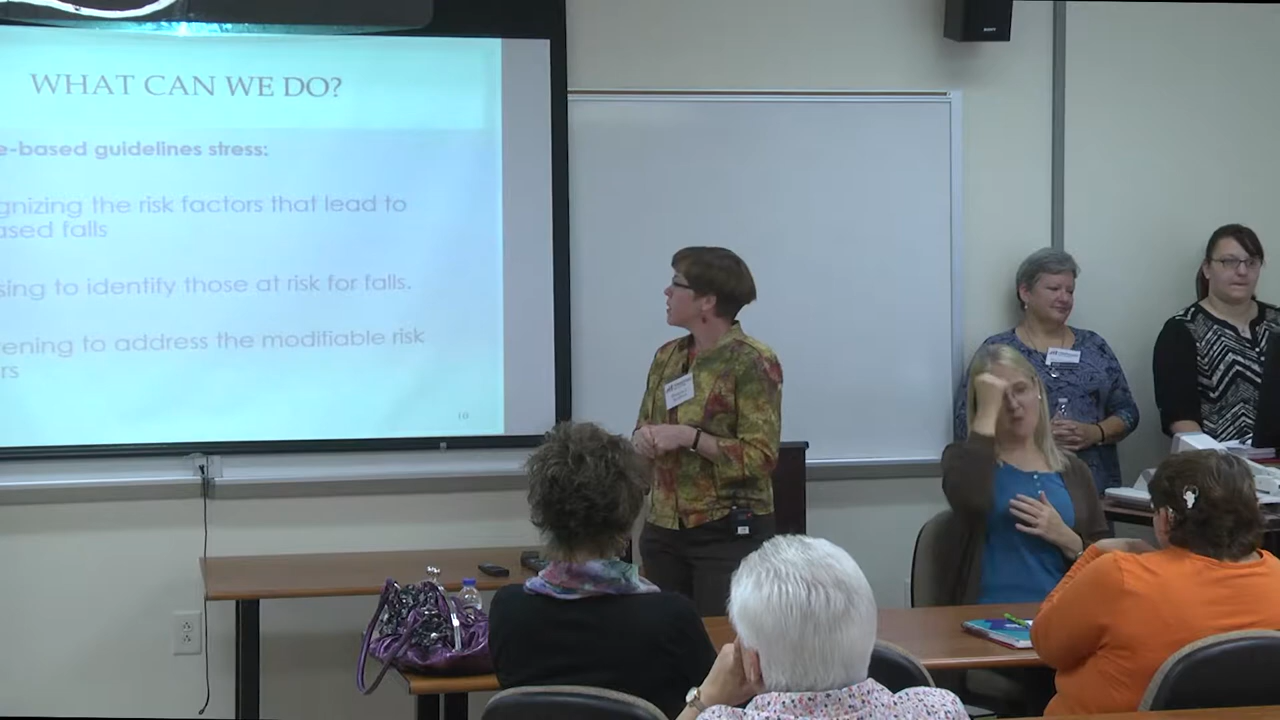 WHAT CAN WE DO?
e-based guidelines stress:
gnizing the risk factors that lead to
ased falls
sing to identify those at risk for falls.
ening to address the modifiable risk
rs
10